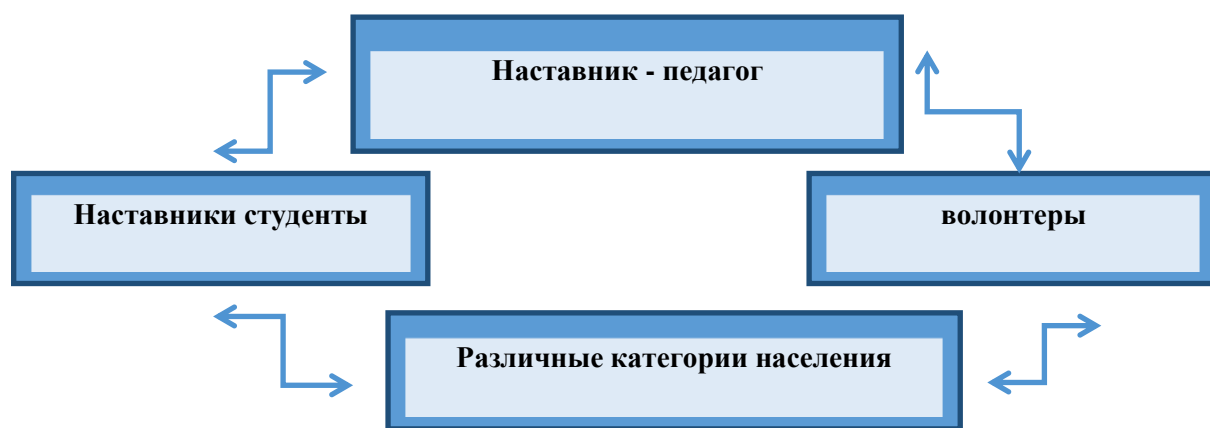 Наставник - педагог
Наставники студенты
волонтеры
Различные категории населения